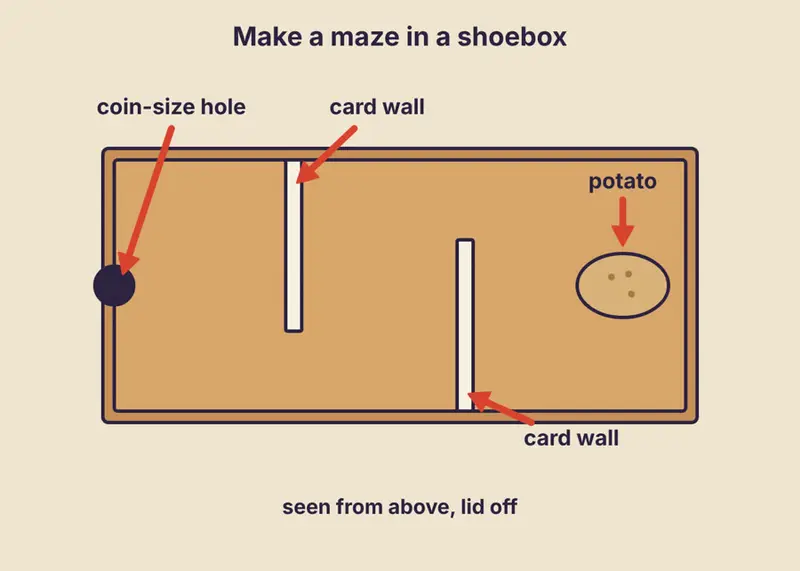 Make a maze in a shoebox
coin-size hole
card wall
potato
card wall
seen from above, lid off